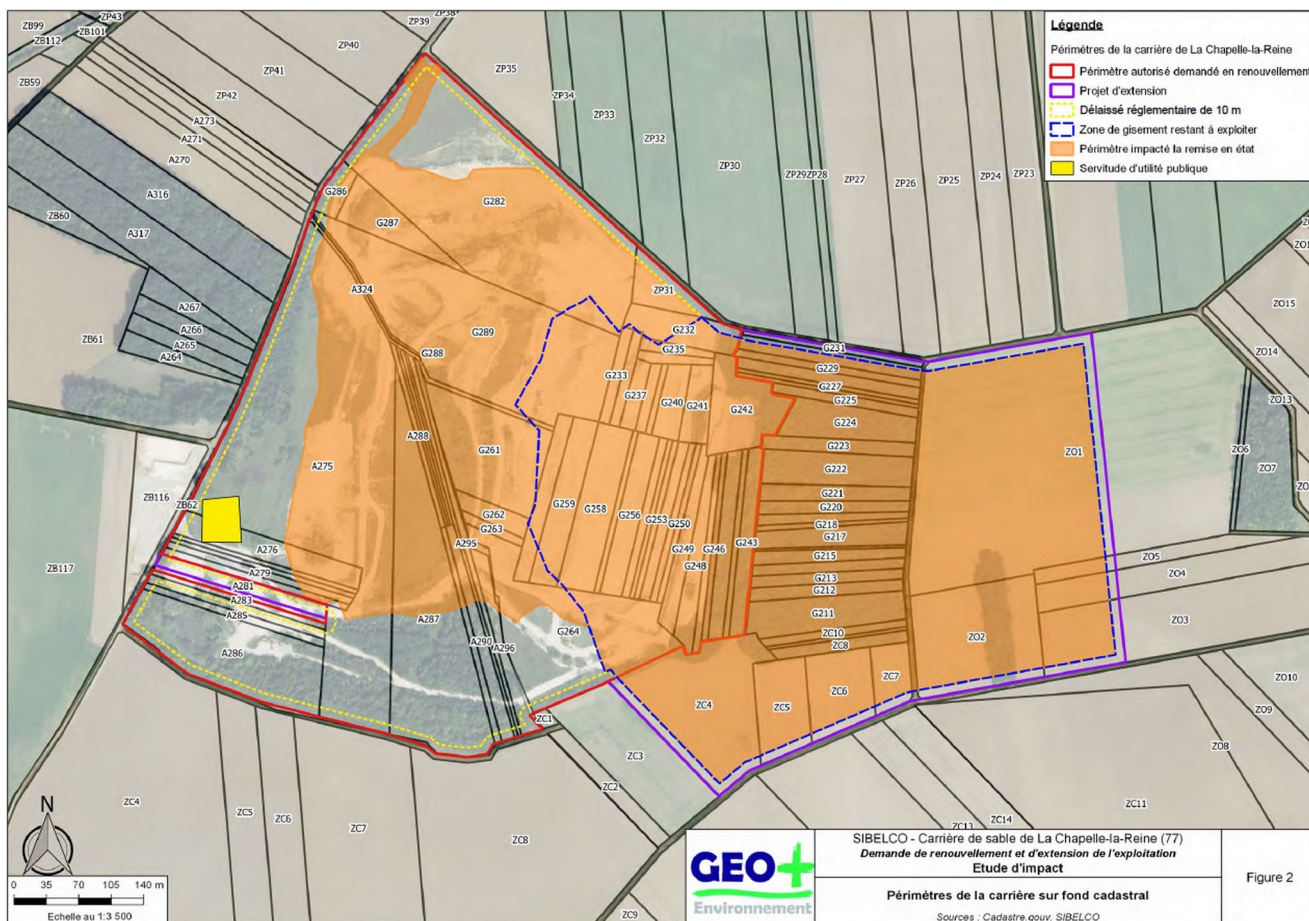 Légende
Périmètres de la carrière de La Chapelle-la-Reine
Périmètre autorisé demandé en renouvellement
Projet d'extension
Délaissé réglementaire de 10 m
Zone de gisement restant à exploiter
Périmètre impacté la remise en état
Servitude d'utilité publique
ZP43
ZB99
ZB101
ZB112
ZP39
ZP38
ZP40
ZP41
ZP35
ZB59
ZP42
ZP34
A273
A271
A270
ZP33
ZP32
ZP30
ZP29
ZP28
ZP27
ZP26
ZP25
ZP24
ZP23
A316
G286
G282
ZB60
G287
A317
A324
ZP31
A267
A266
A265
A264
ZB61
G289
G232
G288
G235
G231
G229
G233
G227
G237
G225
G240
G241
G242
G224
ZO15
ZO14
ZO13
A288
G223
ZO1
ZO6
G261
A275
G222
ZO7
ZB116
ZB62
G259
G258
G256
G253
G250
G262
G263
G221
G220
G218
G217
A276
A295
G249
G246
G243
G215
ZO5
ZB117
A279
G248
ZO4
A281
A283
A285
G213
G212
G211
A287
G264
A290
A296
ZC10
ZC8
ZO2
ZO3
A286
ZC7
ZC6
ZC5
ZC4
ZO10
ZC1
ZO9
ZC3
ZO8
ZC2
ZC4
ZC5
ZC6
ZC7
ZC8
ZC11
ZC14
ZC13
ZC9
N
0 35 70 105 140 m
Echelle au 1:3 500
GEO+
Environnement
SIBELCO - Carrière de sable de La Chapelle-la-Reine (77)
Demande de renouvellement et d'extension de l'exploitation
Etude d'impact
Périmètres de la carrière sur fond cadastral
Sources : Cadastre.gouv, SIBELCO
Figure 2